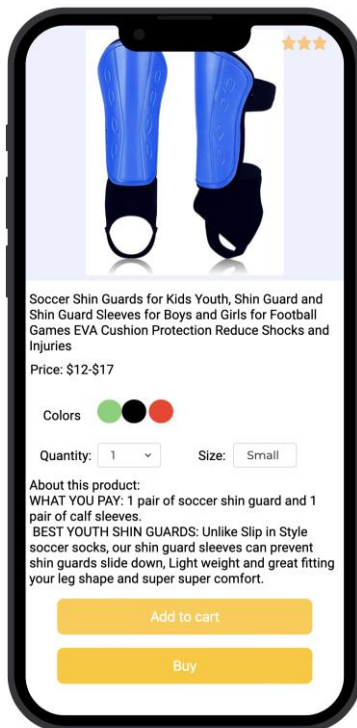 Soccer Shin Guards for Kids Youth, Shin Guard and
Shin Guard Sleeves for Boys and Girls for Football
Games EVA Cushion Protection Reduce Shocks and
Injuries
Price: $12-$17
Colors
Quantity: 1 Size: Small
About this product:
WHAT YOU PAY: 1 pair of soccer shin guard and 1
pair of calf sleeves.
BEST YOUTH SHIN GUARDS: Unlike Slip in Style
soccer socks, our shin guard sleeves can prevent
shin guards slide down, Light weight and great fitting
your leg shape and super super comfort.
Add to cart
Buy